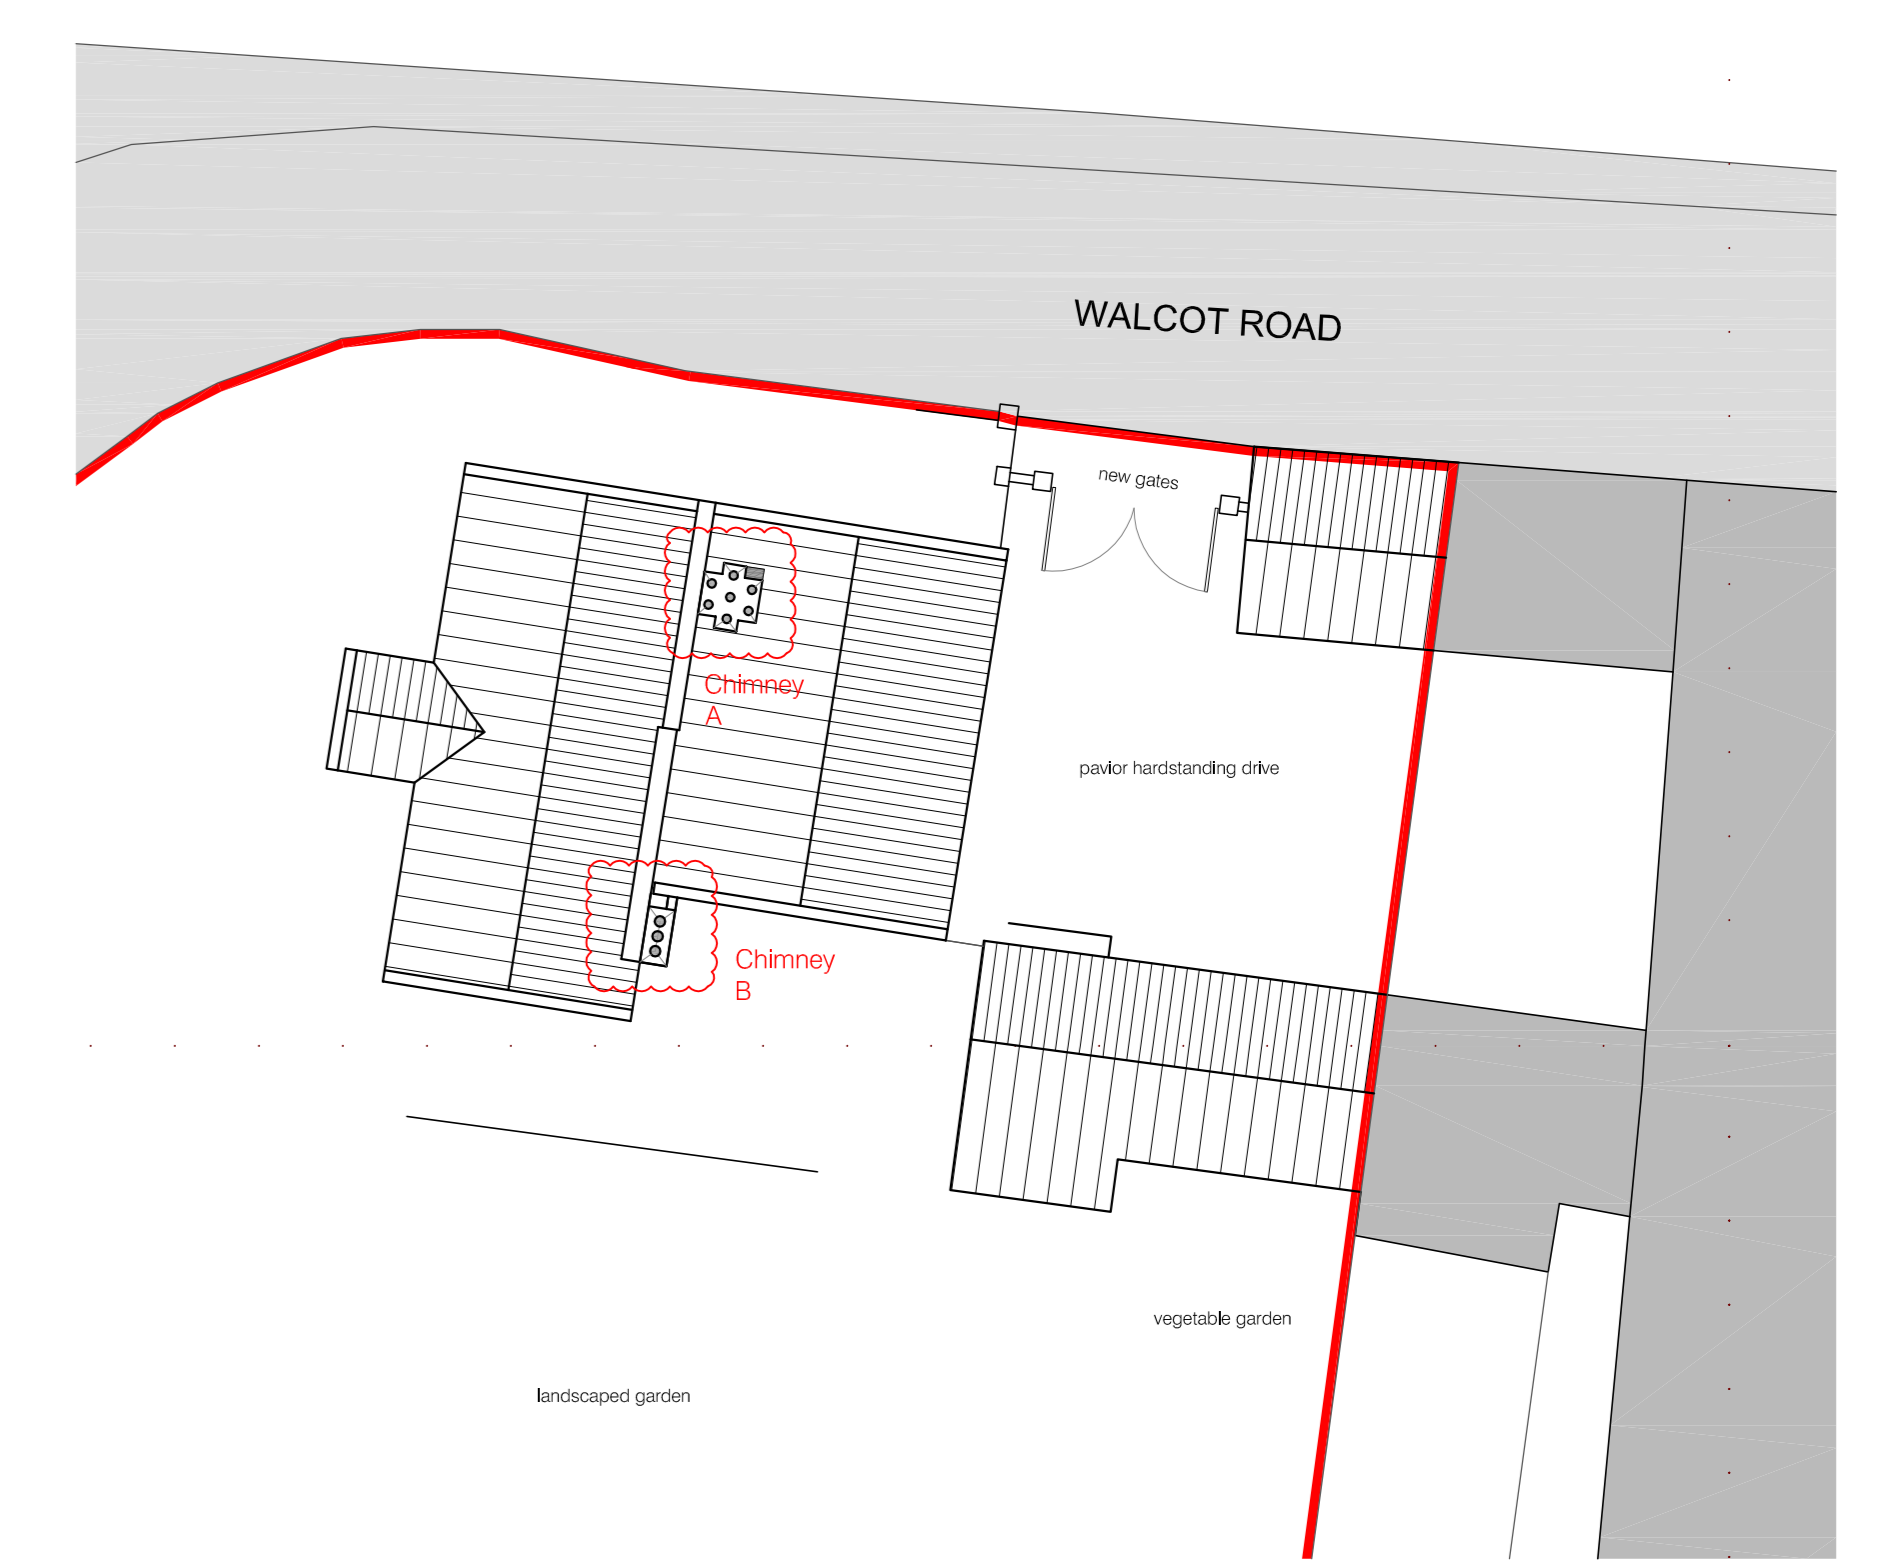 WALCOT ROAD
new gates
Chimney
A
pavior hardstanding drive
Chimney
B
vegetable garden
landscaped garden